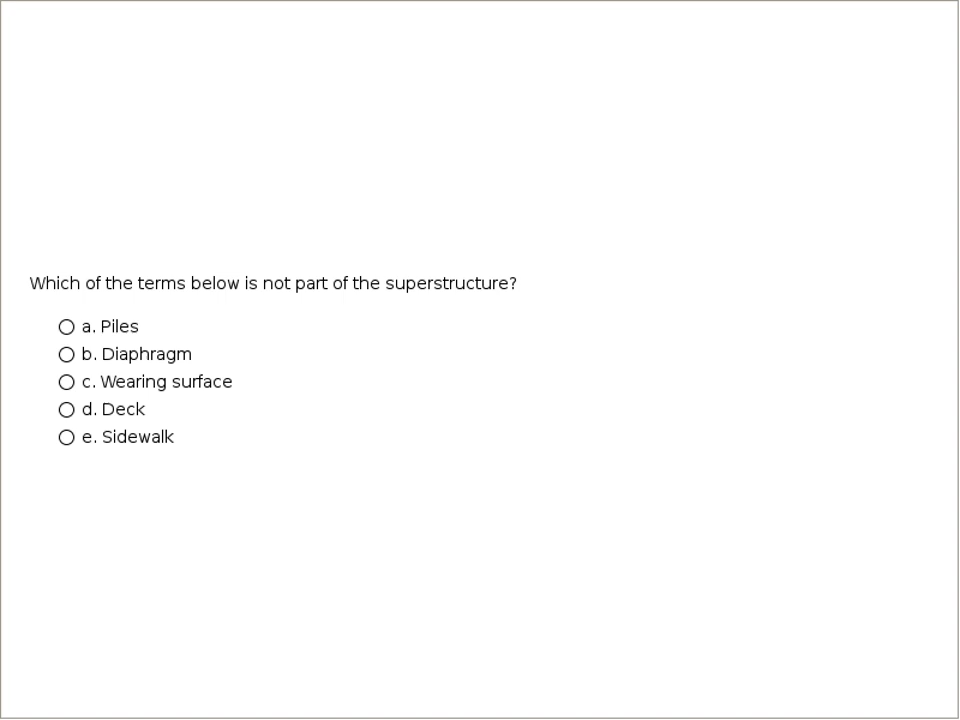 Which of the terms below is not part of the superstructure?
a. Piles
b. Diaphragm
c. Wearing surface
d. Deck
e. Sidewalk